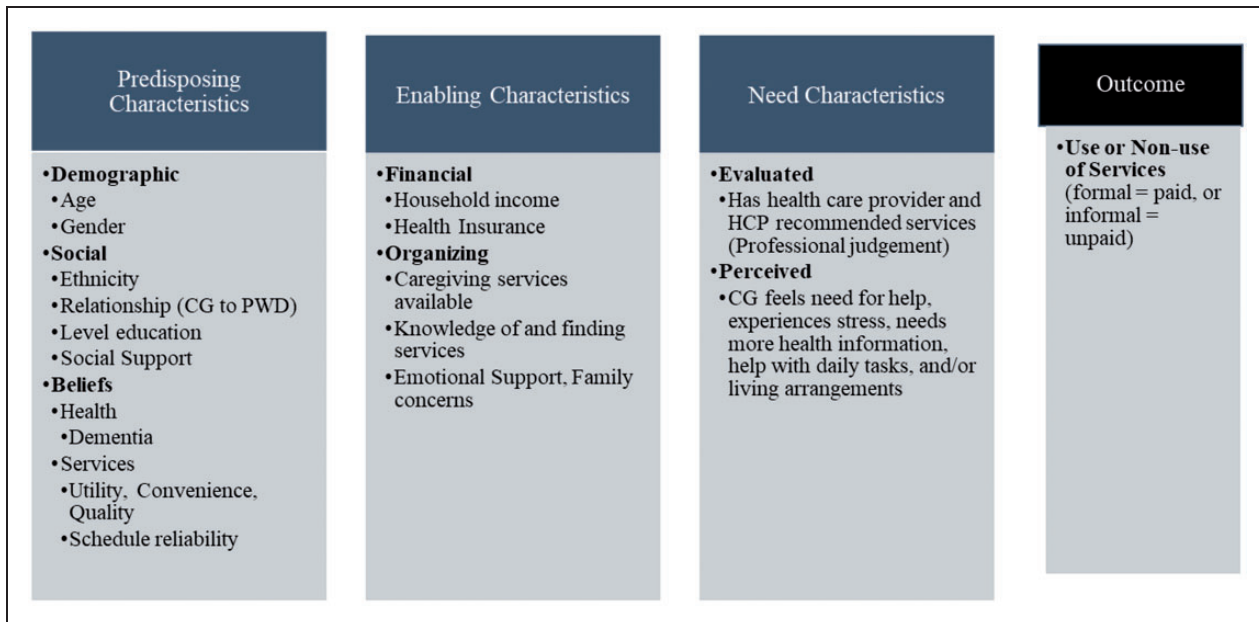 Predisposing
Characteristics
•Demographic
•Age
•Gender
•Social
•Ethnicity
•Relationship (CG to PWD)
•Level education
•Social Support
•Beliefs
•Health
•Dementia
•Services
•Utility, Convenience,
Quality
•Schedule reliability
Enabling Characteristics
•Financial
•Household income
•Health Insurance
•Organizing
•Caregiving services
available
•Knowledge of and finding
services
•Emotional Support, Family
concerns
Need Characteristics
•Evaluated
•Has health care provider and
HCP recommended services
(Professional judgement)
•Perceived
•CG feels need for help,
experiences stress, needs
more health information,
help with daily tasks, and/or
living arrangements
Outcome
•Use or Non-use
of Services
(formal = paid, or
informal =
unpaid)